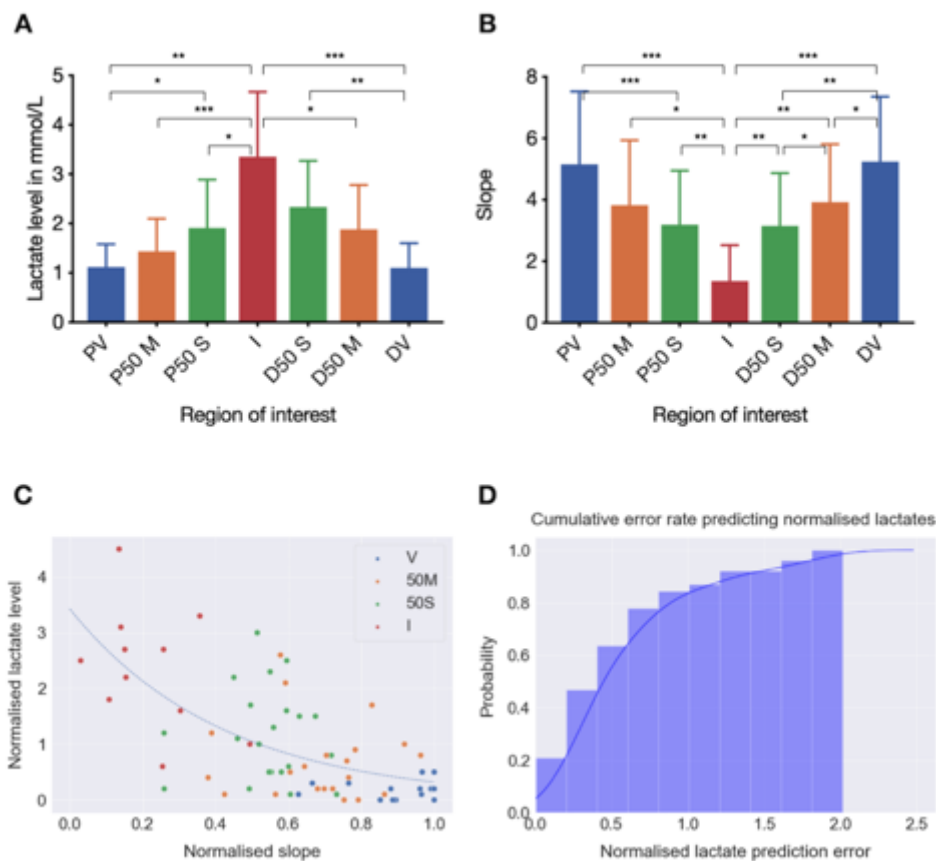 A
** ***
* **
*** *
*
Lactate level in mmol/L
5
4
3
2
1
0
PV P50 M P50 S I D50 S D50 M DV
Region of interest
B
*** ***
*** **
* ** *
** ** *
Slope
8
6
4
2
0
PV P50 M P50 S I D50 S D50 M DV
Region of interest
C
Normalised lactate level
4
3
2
1
0
V
50M
50S
I
0.0 0.2 0.4 0.6 0.8 1.0
Normalised slope
D
Cumulative error rate predicting normalised lactates
Probability
1.0
0.8
0.6
0.4
0.2
0.0
0.0 0.5 1.0 1.5 2.0 2.5
Normalised lactate prediction error